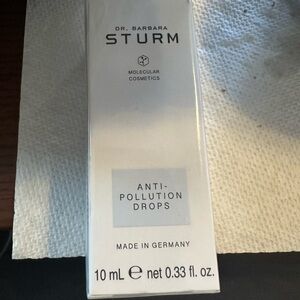 DR. BARBARA
STURM
MOLECULAR
COSMETICS
ANTI-
POLLUTION
DROPS
MADE IN GERMANY
10 mL ℮ net 0.33 fl. oz.